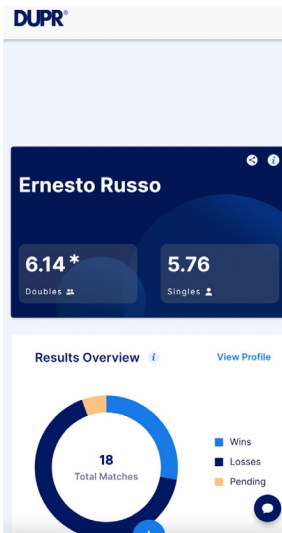 DUPR®
Ernesto Russo
6.14* 5.76
Doubles Singles
Results Overview i View Profile
18
Total Matches
Wins
Losses
Pending